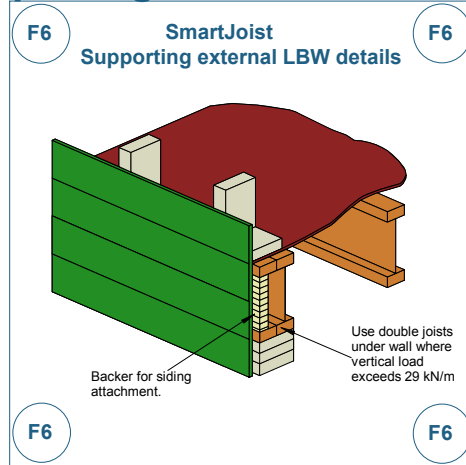 F6
SmartJoist
F6
Supporting external LBW details
Backer for siding
attachment.
Use double joists
under wall where
vertical load
exceeds 29 kN/m
F6
F6